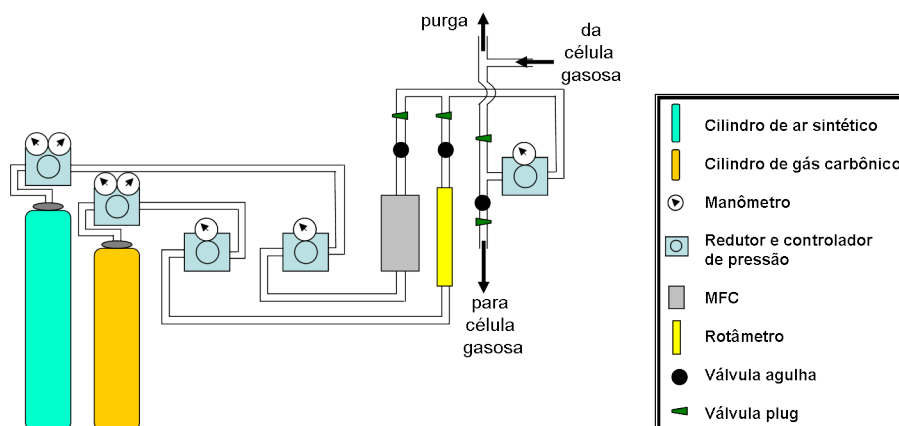 purga
da
célula
gasosa
para
célula
gasosa
Cilindro de ar sintético
Cilindro de gás carbônico
Manômetro
Redutor e controlador
de pressão
MFC
Rotâmetro
Válvula agulha
Válvula plug